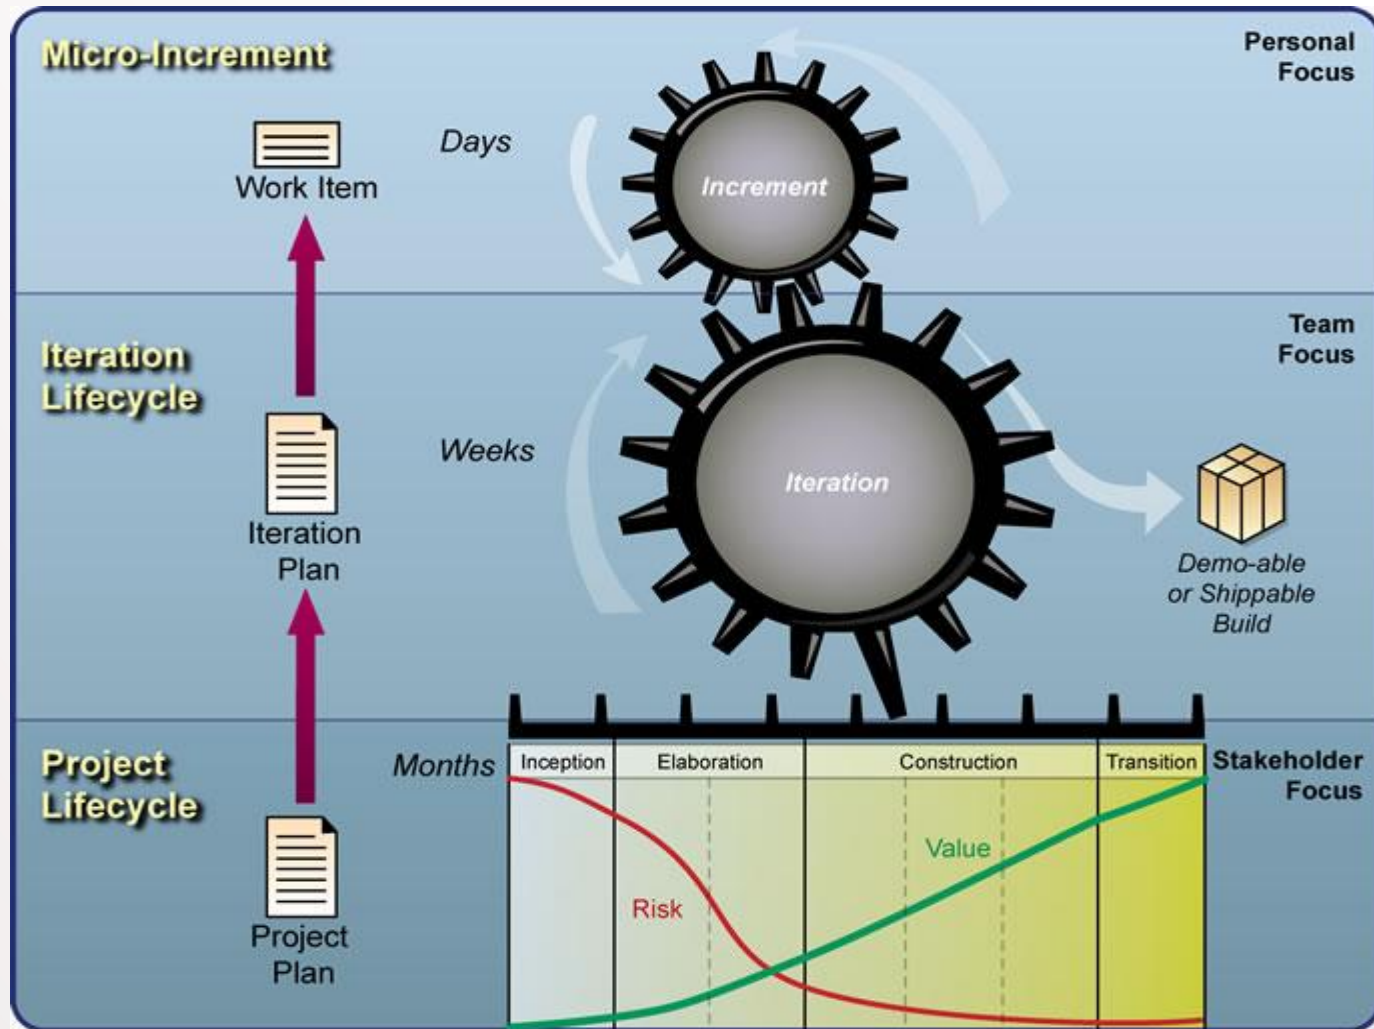 Micro-Increment
Personal
Focus
Days
Work Item
Increment
Iteration
Lifecycle
Team
Focus
Weeks
Iteration
Iteration
Plan
Demo-able
or Shippable
Build
Project
Lifecycle
Months
Inception
Elaboration
Construction
Transition
Stakeholder
Focus
Value
Risk
Project
Plan